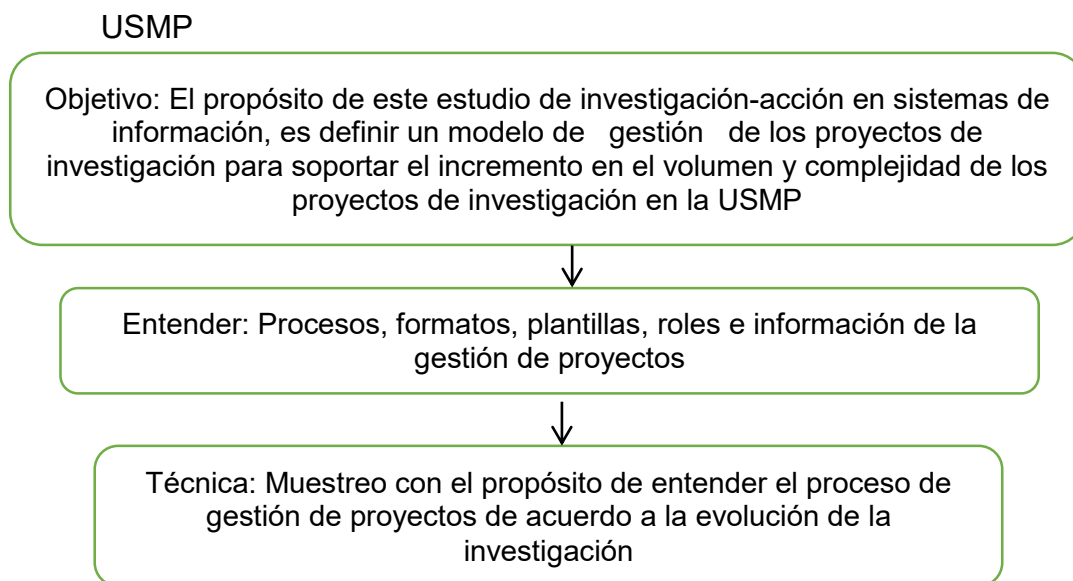 USMP
Objetivo: El propósito de este estudio de investigación-acción en sistemas de
información, es definir un modelo de gestión de los proyectos de
investigación para soportar el incremento en el volumen y complejidad de los
proyectos de investigación en la USMP
Entender: Procesos, formatos, plantillas, roles e información de la
gestión de proyectos
Técnica: Muestreo con el propósito de entender el proceso de
gestión de proyectos de acuerdo a la evolución de la
investigación